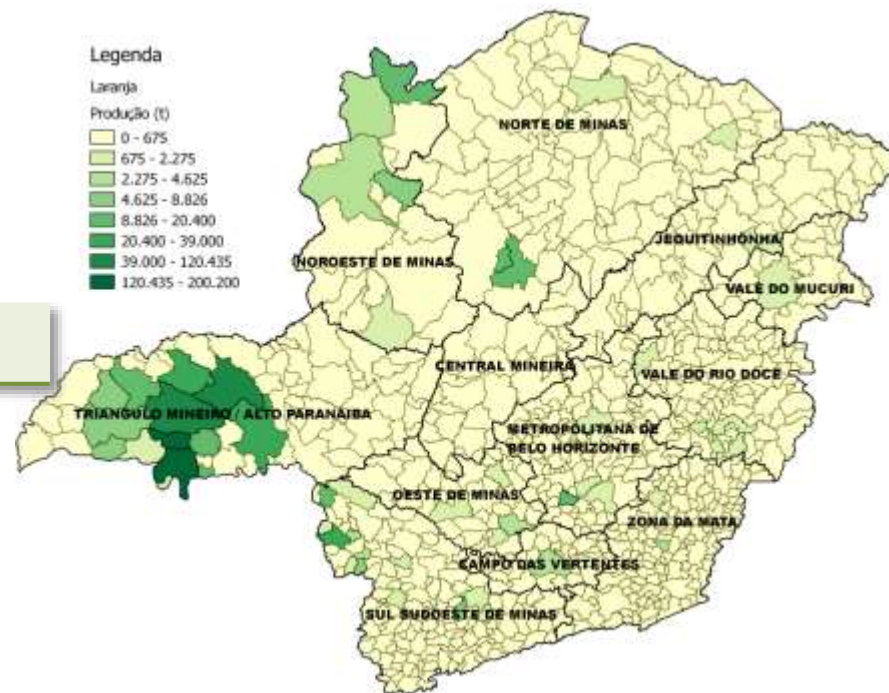 Legenda
Laranja
Produção (t)
0 - 675
675 - 2.275
2.275 - 4.625
4.625 - 8.826
8.826 - 20.400
20.400 - 39.000
39.000 - 120.435
120.435 - 200.200
NORTE DE MINAS
JEQUITINHONHA
NOROESTE DE MINAS
VALE DO MUCURI
CENTRAL MINEIRA
VALE DO RIO DOCE
TRIANGULO MINEIRO / ALTO PARANAIBA
METROPOLITANA DE
BELO HORIZONTE
OESTE DE MINAS
ZONA DA MATA
CAMPO DAS VERTENTES
SUL SUDOESTE DE MINAS